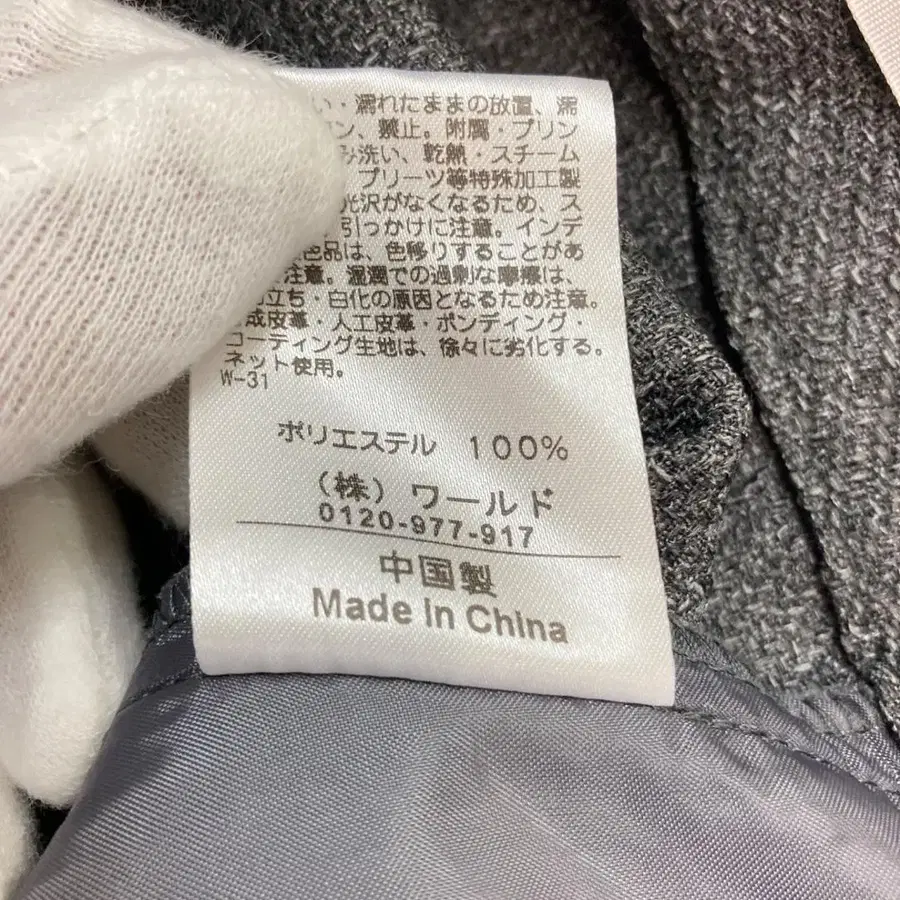 い・濡れたままの放置、濡
ン、禁止。附属・プリン
み洗い、乾熱・スチーム
プリーツ等特殊加工製
光沢がなくなるため、ス
引っかけに注意。インデ
色品は、色移りすることがあ
注意。湿潤での過剰な摩擦は、
立ち・白化の原因となるため注意。
成皮革・人工皮革・ボンディング・
コーティング生地は、徐々に劣化する。
ネット使用。
W-31
ポリエステル 100%
(株) ワールド
0120-977-917
中国製
Made in China